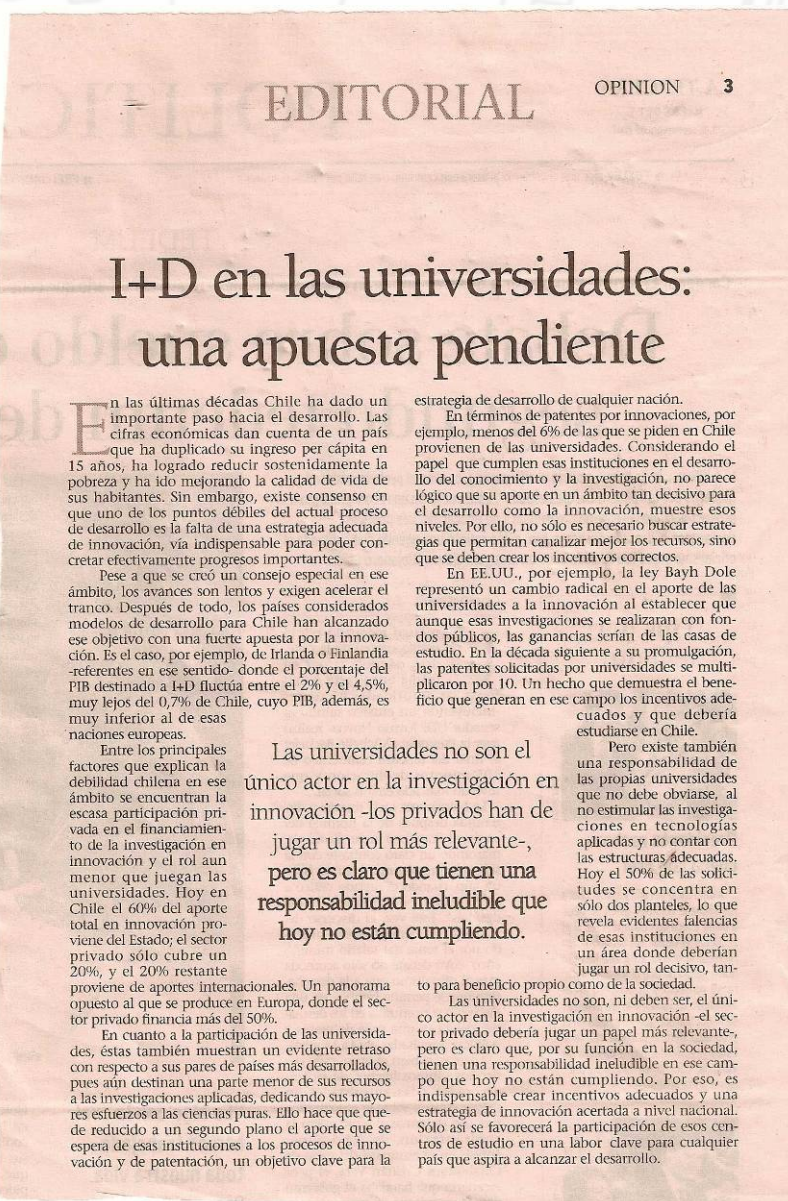 EDITORIAL
OPINION 3
I+D en las universidades:
una apuesta pendiente
En las últimas décadas Chile ha dado un
importante paso hacia el desarrollo. Las
cifras económicas dan cuenta de un país
que ha duplicado su ingreso per cápita en
15 años, ha logrado reducir sostenidamente la
pobreza y ha ido mejorando la calidad de vida de
sus habitantes. Sin embargo, existe consenso en
que uno de los puntos débiles del actual proceso
de desarrollo es la falta de una estrategia adecuada
de innovación, vía indispensable para poder con-
cretar efectivamente progresos importantes.
Pese a que se creó un consejo especial en ese
ámbito, los avances son lentos y exigen acelerar el
tranco. Después de todo, los países considerados
modelos de desarrollo para Chile han alcanzado
ese objetivo con una fuerte apuesta por la innova-
ción. Es el caso, por ejemplo, de Irlanda o Finlandia
-referentes en ese sentido- donde el porcentaje del
PIB destinado a I+D fluctúa entre el 2% y el 4,5%,
muy lejos del 0,7% de Chile, cuyo PIB, además, es
muy inferior al de esas
naciones europeas.
Entre los principales
factores que explican la
debilidad chilena en ese
ámbito se encuentran la
escasa participación pri-
vada en el financiamien-
to de la investigación en
innovación y el rol aun
menor que juegan las
universidades. Hoy en
Chile el 60% del aporte
total en innovación pro-
viene del Estado; el sector
privado sólo cubre un
20%, y el 20% restante
proviene de aportes internacionales. Un panorama
opuesto al que se produce en Europa, donde el sec-
tor privado financia más del 50%.
En cuanto a la participación de las universida-
des, éstas también muestran un evidente retraso
con respecto a sus pares de países más desarrollados,
pues aún destinan una parte menor de sus recursos
a las investigaciones aplicadas, dedicando sus mayo-
res esfuerzos a las ciencias puras. Ello hace que que-
de reducido a un segundo plano el aporte que se
espera de esas instituciones a los procesos de inno-
vación y de patentación, un objetivo clave para la
estrategia de desarrollo de cualquier nación.
En términos de patentes por innovaciones, por
ejemplo, menos del 6% de las que se piden en Chile
provienen de las universidades. Considerando el
papel que cumplen esas instituciones en el desarro-
llo del conocimiento y la investigación, no parece
lógico que su aporte en un ámbito tan decisivo para
el desarrollo como la innovación, muestre esos
niveles. Por ello, no sólo es necesario buscar estrate-
gias que permitan canalizar mejor los recursos, sino
que se deben crear los incentivos correctos.
En EE.UU., por ejemplo, la ley Bayh Dole
representó un cambio radical en el aporte de las
universidades a la innovación al establecer que
aunque esas investigaciones se realizaran con fon-
dos públicos, las ganancias serían de las casas de
estudio. En la década siguiente a su promulgación,
las patentes solicitadas por universidades se multi-
plicaron por 10. Un hecho que demuestra el bene-
ficio que generan en ese campo los incentivos ade-
cuados y que debería
estudiarse en Chile.
Pero existe también
una responsabilidad de
las propias universidades
que no debe obviarse, al
no estimular las investiga-
ciones en tecnologías
aplicadas y no contar con
las estructuras adecuadas.
Hoy el 50% de las solici-
tudes se concentra en
sólo dos planteles, lo que
revela evidentes falencias
de esas instituciones en
un área donde deberían
jugar un rol decisivo, tan-
to para beneficio propio como de la sociedad.
Las universidades no son, ni deben ser, el úni-
co actor en la investigación en innovación -el sec-
tor privado debería jugar un papel más relevante-,
pero es claro que, por su función en la sociedad,
tienen una responsabilidad ineludible en ese cam-
po que hoy no están cumpliendo. Por eso, es
indispensable crear incentivos adecuados y una
estrategia de innovación acertada a nivel nacional.
Sólo así se favorecerá la participación de esos cen-
tros de estudio en una labor clave para cualquier
país que aspira a alcanzar el desarrollo.
Las universidades no son el
único actor en la investigación en
innovación -los privados han de
jugar un rol más relevante-,
pero es claro que tienen una
responsabilidad ineludible que
hoy no están cumpliendo.